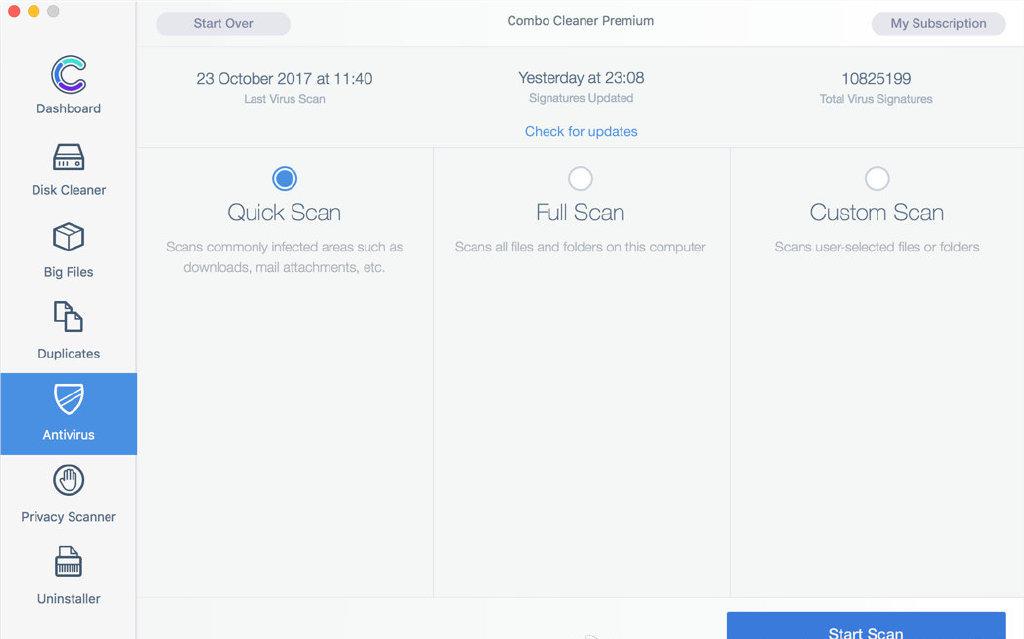 Start Over
Combo Cleaner Premium
My Subscription
Dashboard
Disk Cleaner
Big Files
Duplicates
Antivirus
Privacy Scanner
Uninstaller
23 October 2017 at 11:40
Last Virus Scan
Yesterday at 23:08
Signatures Updated
Check for updates
10825199
Total Virus Signatures
Quick Scan
Scans commonly infected areas such as
downloads, mail attachments, etc.
Full Scan
Scans all files and folders on this computer
Custom Scan
Scans user-selected files or folders
Start Scan